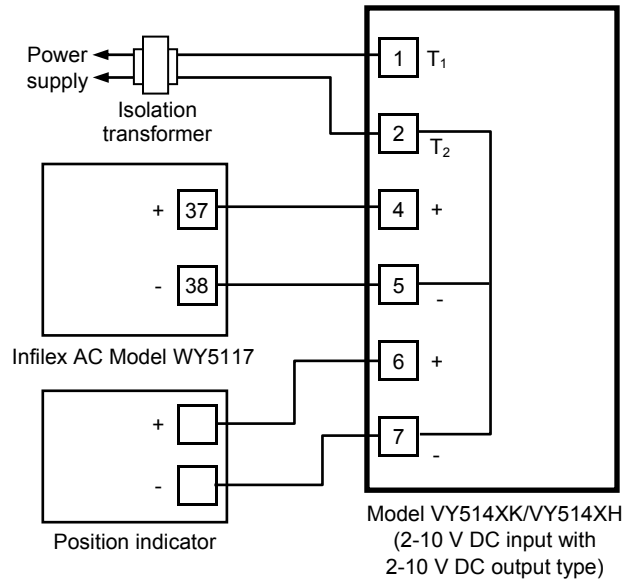 Power
supply
Isolation
transformer
1 T₁
2 T₂
+ 37
4 +
- 38
5 -
Infilex AC Model WY5117
6 +
+
7 -
-
Position indicator
Model VY514XK/VY514XH
(2-10 V DC input with
2-10 V DC output type)